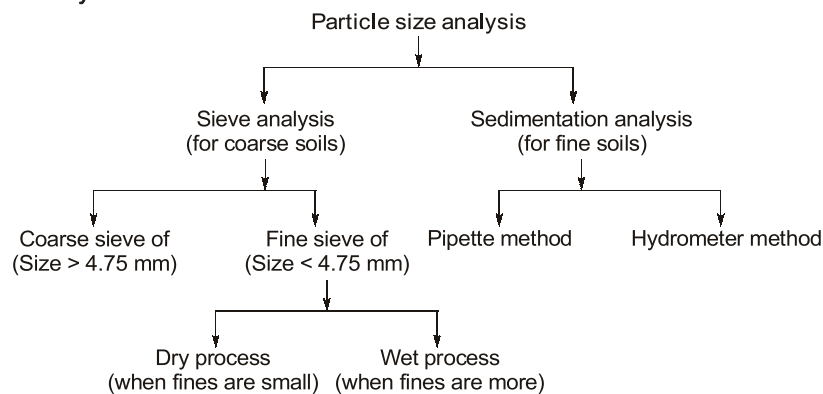 Particle size analysis
Sieve analysis
(for coarse soils)
Sedimentation analysis
(for fine soils)
Coarse sieve of
(Size > 4.75 mm)
Fine sieve of
(Size < 4.75 mm)
Pipette method
Hydrometer method
Dry process
(when fines are small)
Wet process
(when fines are more)